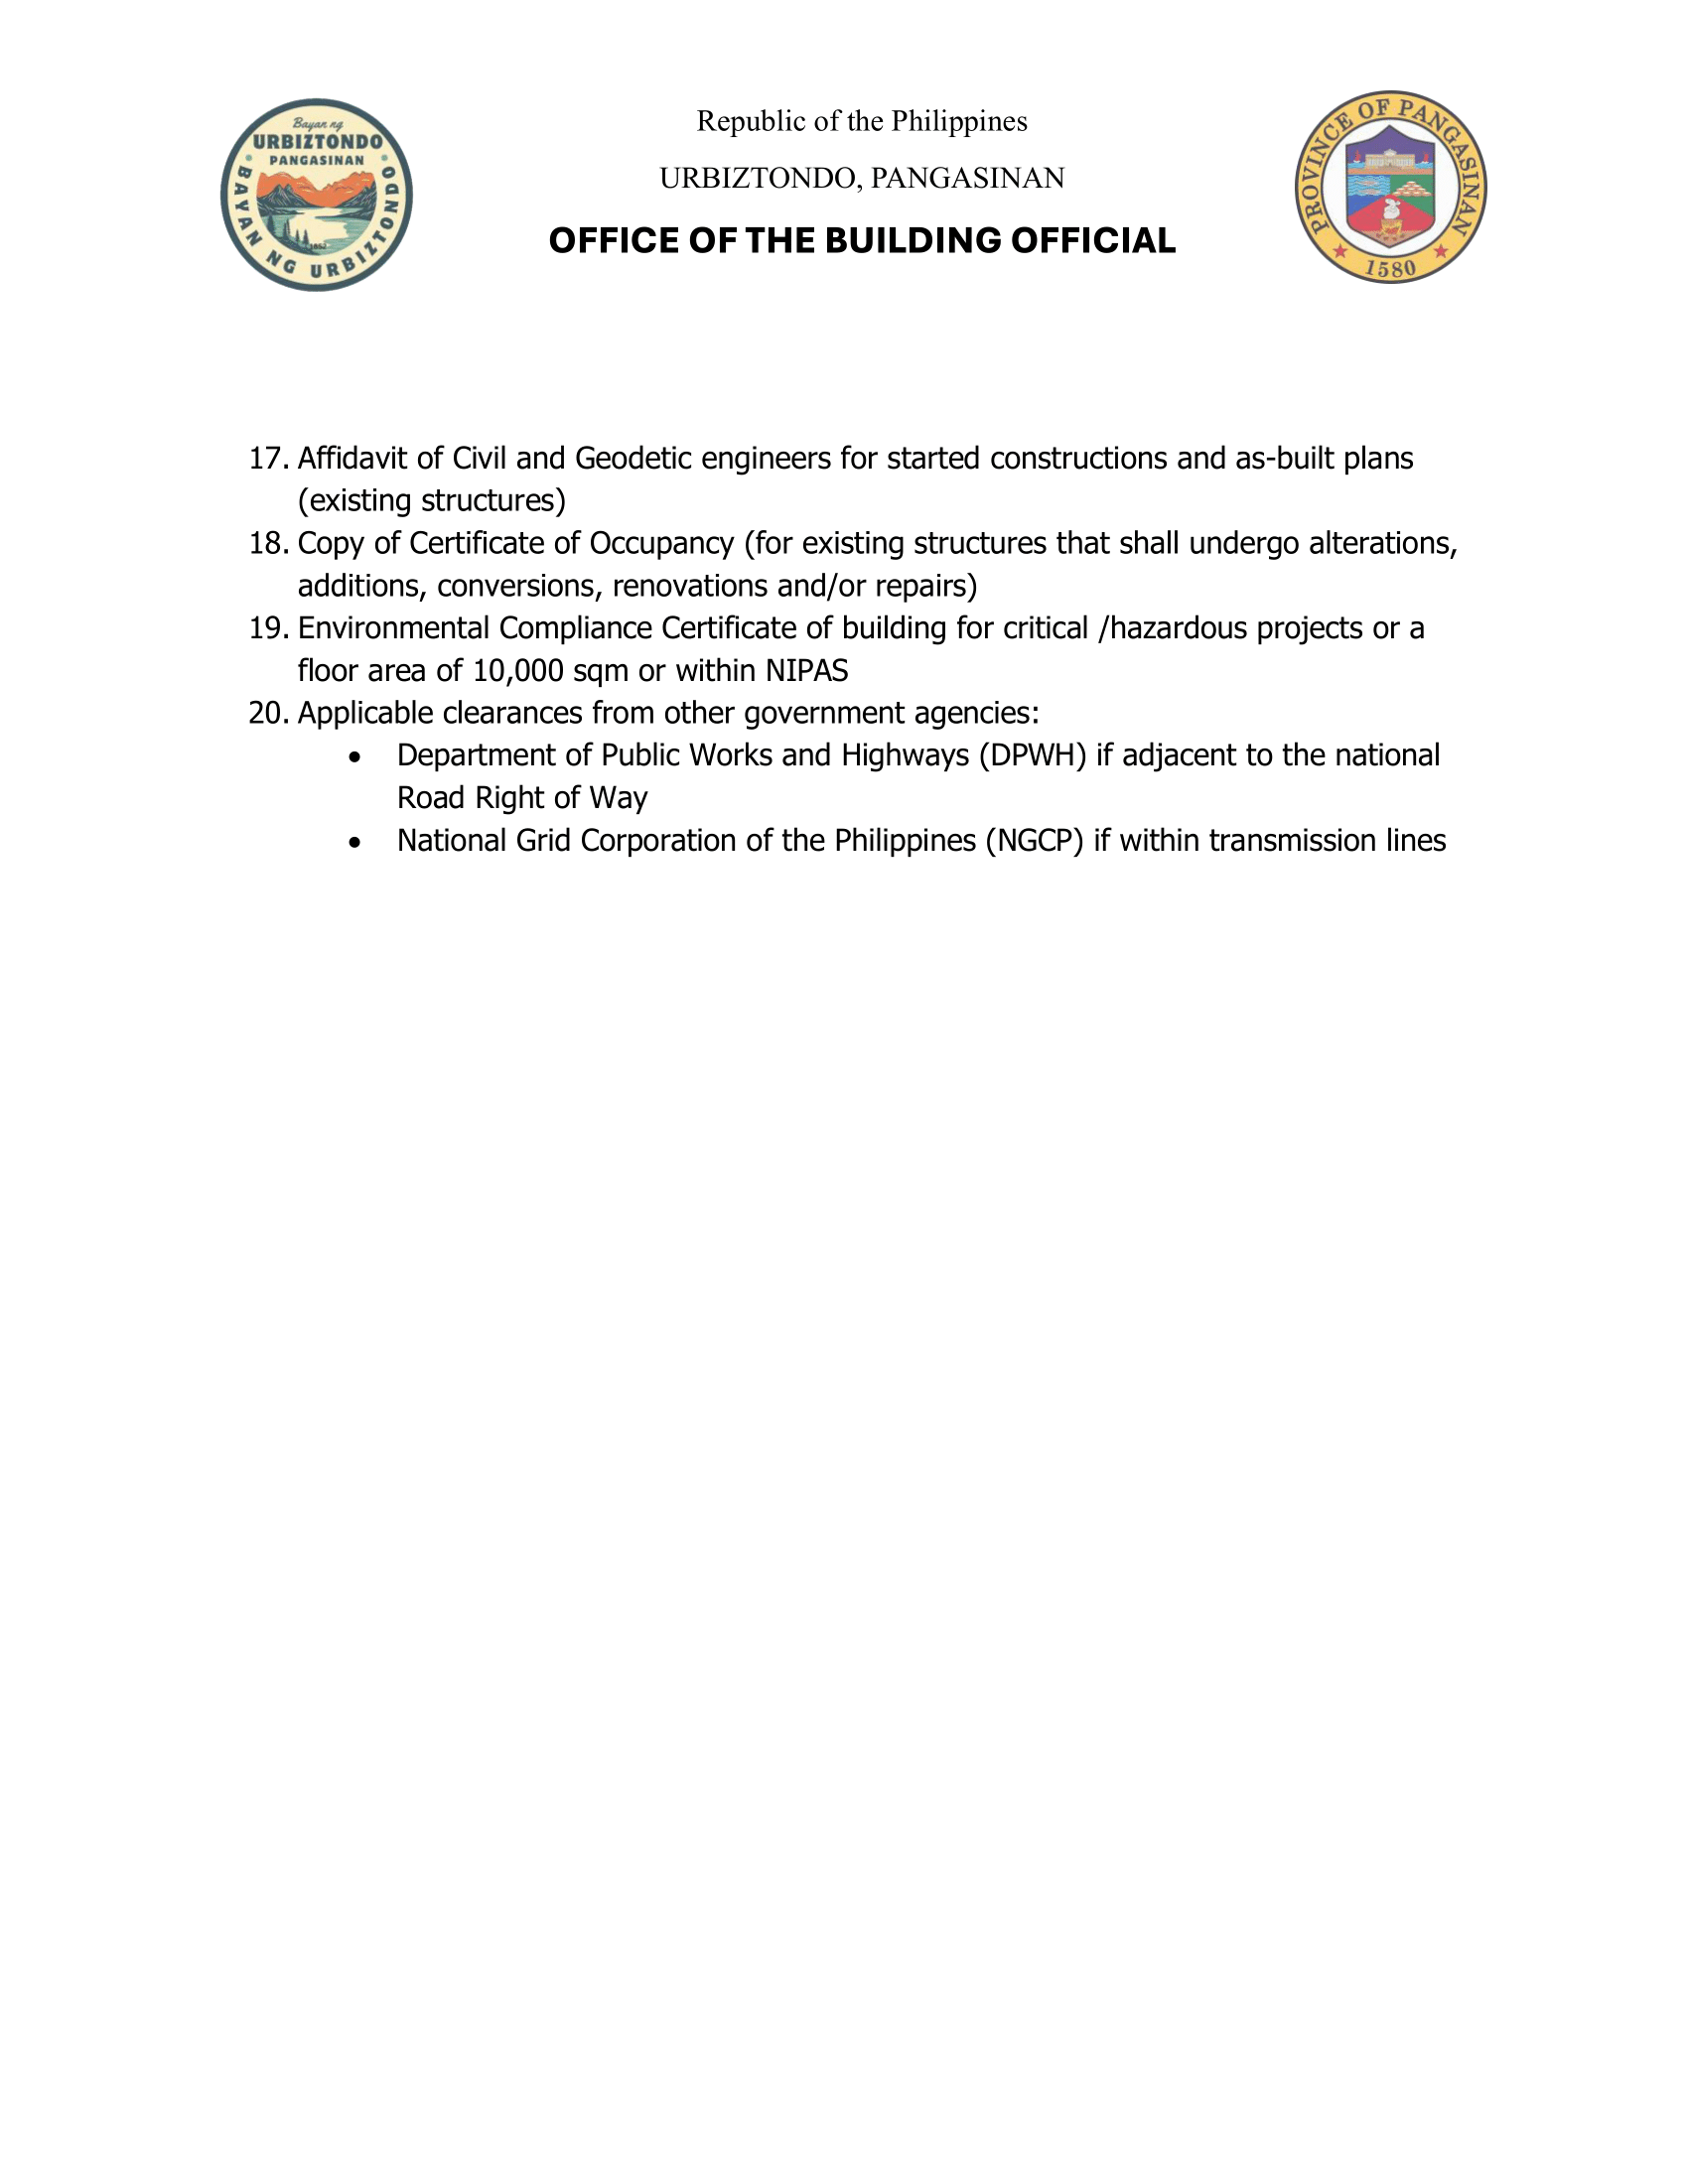 Bayan ng
URBIZTONDO
PANGASINAN
BAYAN NG URBIZTONDO
1852
Republic of the Philippines
URBIZTONDO, PANGASINAN
OFFICE OF THE BUILDING OFFICIAL
PROVINCE OF PANGASINAN
1580
17. Affidavit of Civil and Geodetic engineers for started constructions and as-built plans
(existing structures)
18. Copy of Certificate of Occupancy (for existing structures that shall undergo alterations,
additions, conversions, renovations and/or repairs)
19. Environmental Compliance Certificate of building for critical /hazardous projects or a
floor area of 10,000 sqm or within NIPAS
20. Applicable clearances from other government agencies:
• Department of Public Works and Highways (DPWH) if adjacent to the national
Road Right of Way
• National Grid Corporation of the Philippines (NGCP) if within transmission lines